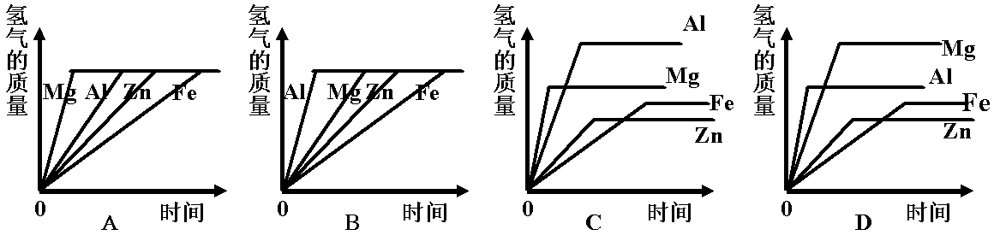 氢气的质量
Mg Al Zn Fe
0 时间
A
氢气的质量
Al Mg Zn Fe
0 时间
B
氢气的质量
Al
Mg
Fe
Zn
0 时间
C
氢气的质量
Mg
Al
Fe
Zn
0 时间
D